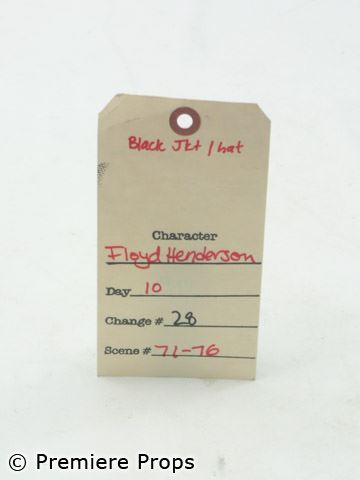 Black Jkt / hat
Character
Floyd Henderson
Day 10
Change # 28
Scene # 71-76
© Premiere Props